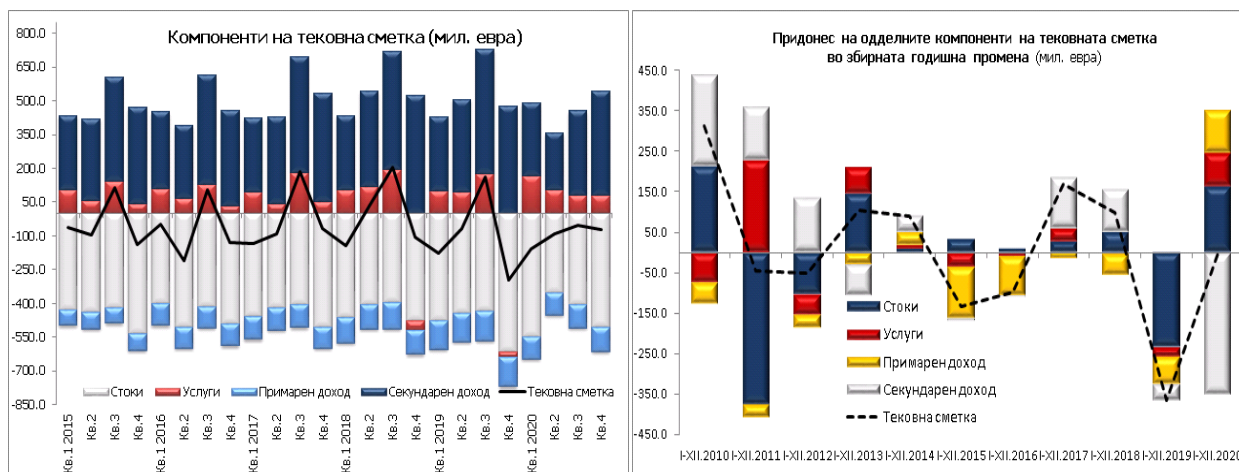 Компоненти на тековна сметка (мил. евра)
800.0
650.0
500.0
350.0
200.0
50.0
-100.0
-250.0
-400.0
-550.0
-700.0
-850.0
Стоки
Услуги
Примарен доход
Секундарен доход
Тековна сметка
Кв.1 2015
Кв.2
Кв.3
Кв.4
Кв.1 2016
Кв.2
Кв.3
Кв.4
Кв.1 2017
Кв.2
Кв.3
Кв.4
Кв.1 2018
Кв.2
Кв.3
Кв.4
Кв.1 2019
Кв.2
Кв.3
Кв.4
Кв.1 2020
Кв.2
Кв.3
Кв.4
Придонес на одделните компоненти на тековната сметка
во збирната годишна промена (мил. евра)
450.0
350.0
250.0
150.0
50.0
-50.0
-150.0
-250.0
-350.0
-450.0
Стоки
Услуги
Примарен доход
Секундарен доход
Тековна сметка
I-XII.2010 I-XII.2011 I-XII.2012 I-XII.2013 I-XII.2014 I-XII.2015 I-XII.2016 I-XII.2017 I-XII.2018 I-XII.2019 I-XII.2020